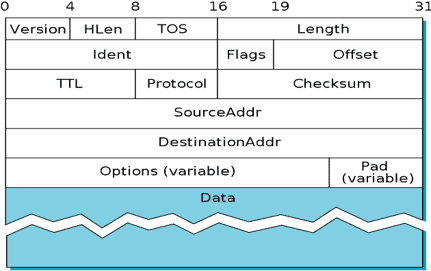 0 4 8 16 19 31
Version HLen TOS Length
Ident Flags Offset
TTL Protocol Checksum
SourceAddr
DestinationAddr
Options (variable) Pad
(variable)
Data